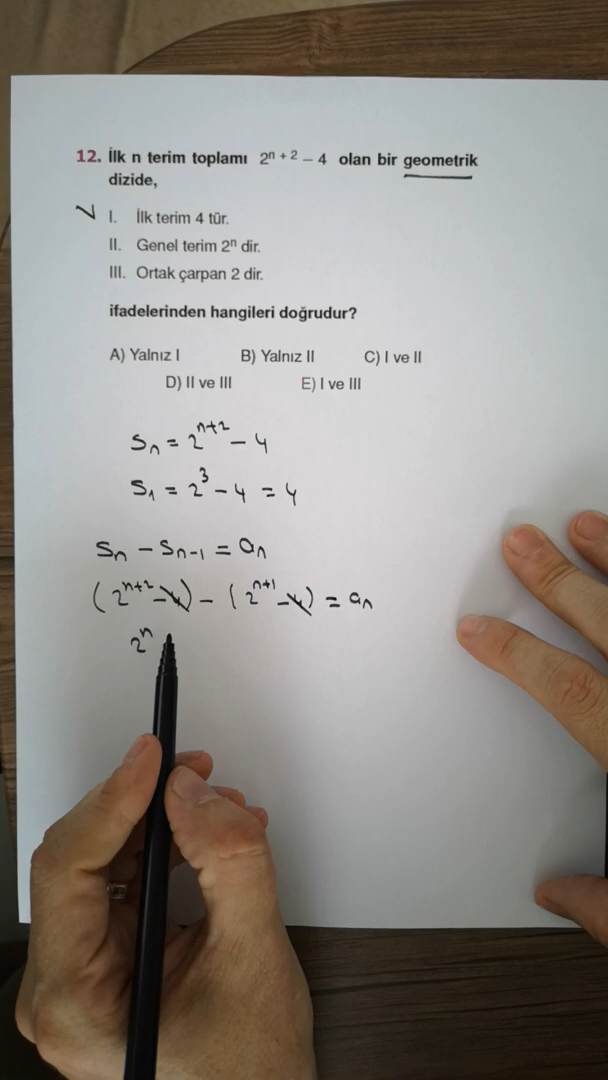 12. İlk n terim toplamı 2ⁿ⁺² – 4 olan bir geometrik
dizide,
I. İlk terim 4 tür.
II. Genel terim 2ⁿ dir.
III. Ortak çarpan 2 dir.
ifadelerinden hangileri doğrudur?
A) Yalnız I B) Yalnız II C) I ve II
D) II ve III E) I ve III
Sₙ = 2ⁿ⁺² – 4
S₁ = 2³ – 4 = 4
Sₙ – Sₙ₋₁ = aₙ
(2ⁿ⁺² – 4) – (2ⁿ⁺¹ – 4) = aₙ
2ⁿ